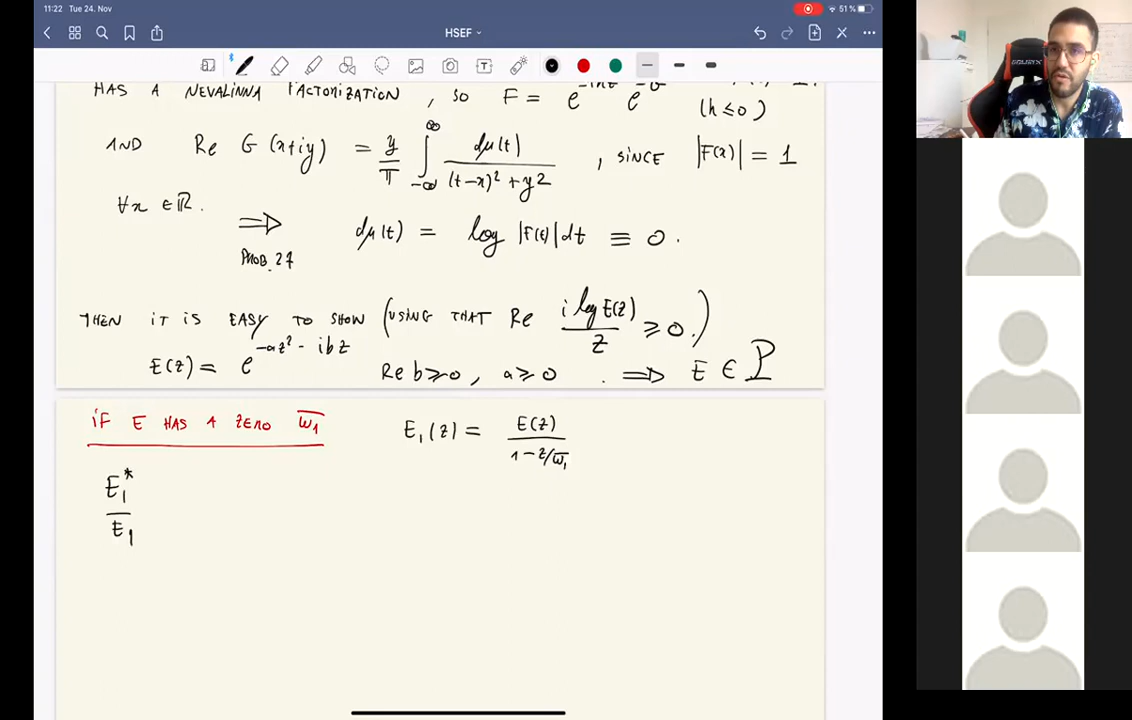 11:22 Tue 24. Nov
51 %
HSEF
HAS A NEVALINNA FACTORIZATION, SO F = e e
(h ≤ 0)
AND Re G(x+iy) = y/π ∫_{-∞}^{∞} dμ(t) / ((t-x)² + y²) , SINCE |F(x)| = 1
∀x ∈ ℝ.
⟹ dμ(t) = log |F(t)| dt ≡ 0.
PROB. 27
THEN IT IS EASY TO SHOW (USING THAT Re i log E(z) / z ≥ 0.)
E(z) = e^{-az² - ibz} Re b ≥ 0, a ≥ 0. ⟹ E ∈ P
IF E HAS A ZERO w̄₁ E₁(z) = E(z) / (1 - z/w̄₁)
E₁* / E₁